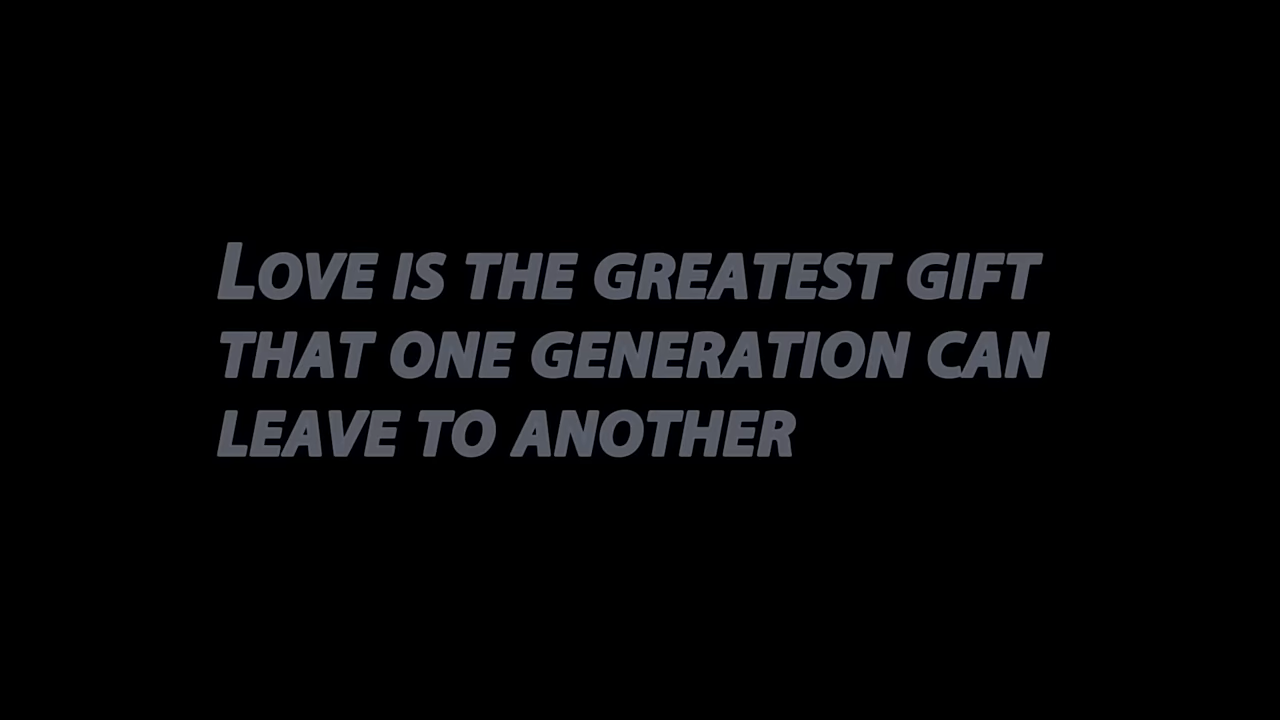 Love is the greatest gift
that one generation can
leave to another